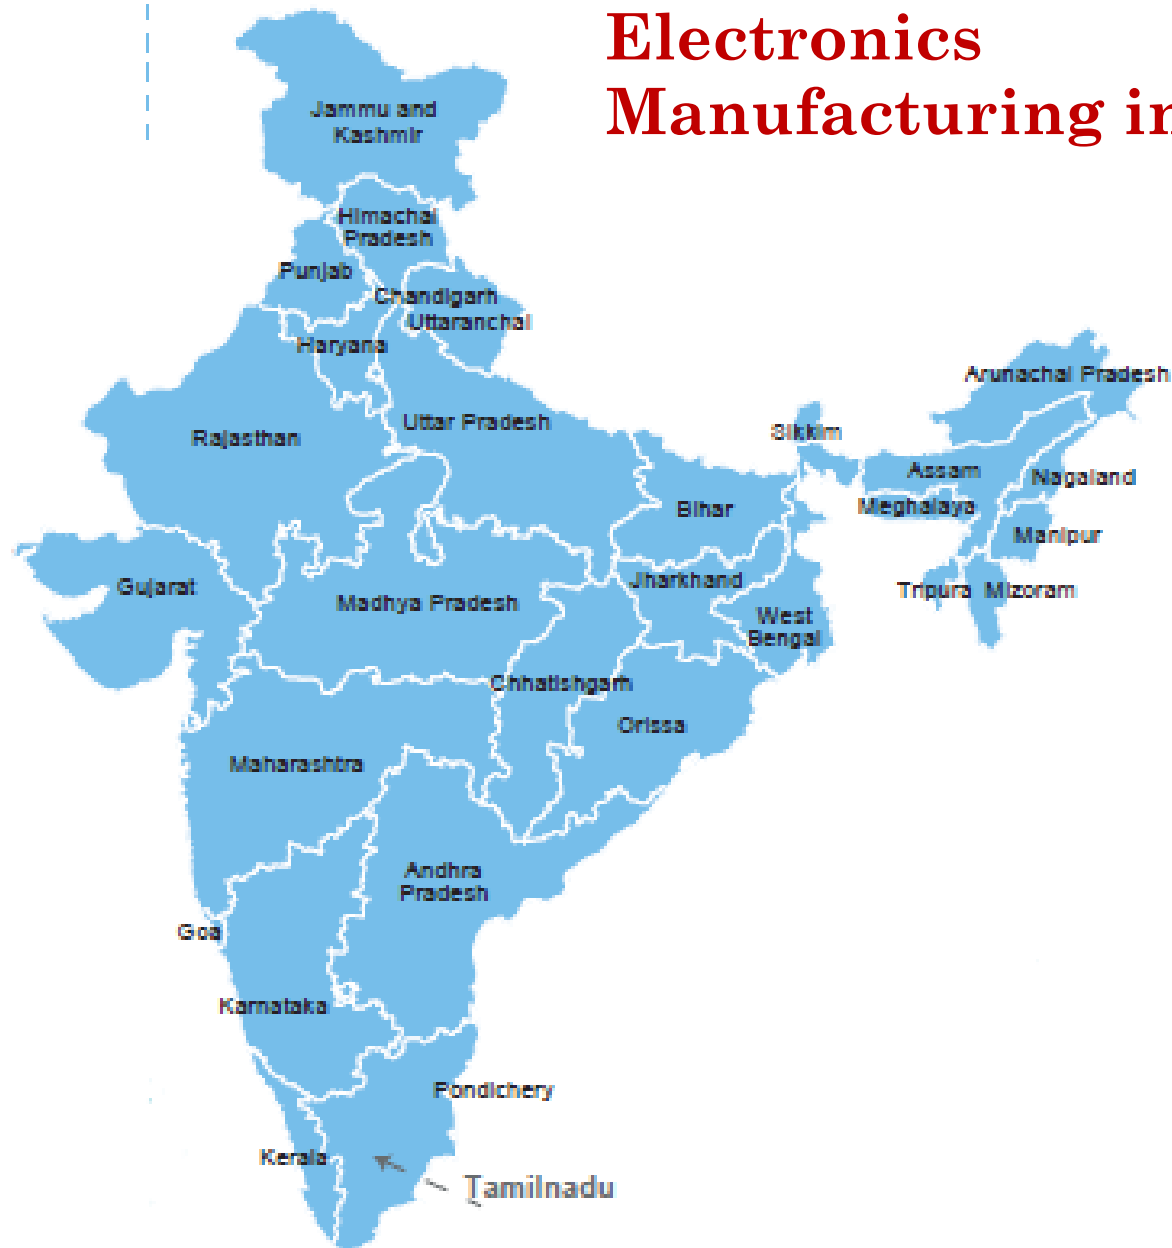 Electronics
Manufacturing in
Jammu and
Kashmir
Himachal
Pradesh
Punjab
Chandigarh
Uttaranchal
Haryana
Arunachal Pradesh
Uttar Pradesh
Sikkim
Rajasthan
Assam
Nagaland
Bihar
Meghalaya
Manipur
Jharkhand
Gujarat
Tripura
Mizoram
Madhya Pradesh
West
Bengal
Chhatishgarh
Orissa
Maharashtra
Andhra
Pradesh
Goa
Karnataka
Pondichery
Kerala
Tamilnadu